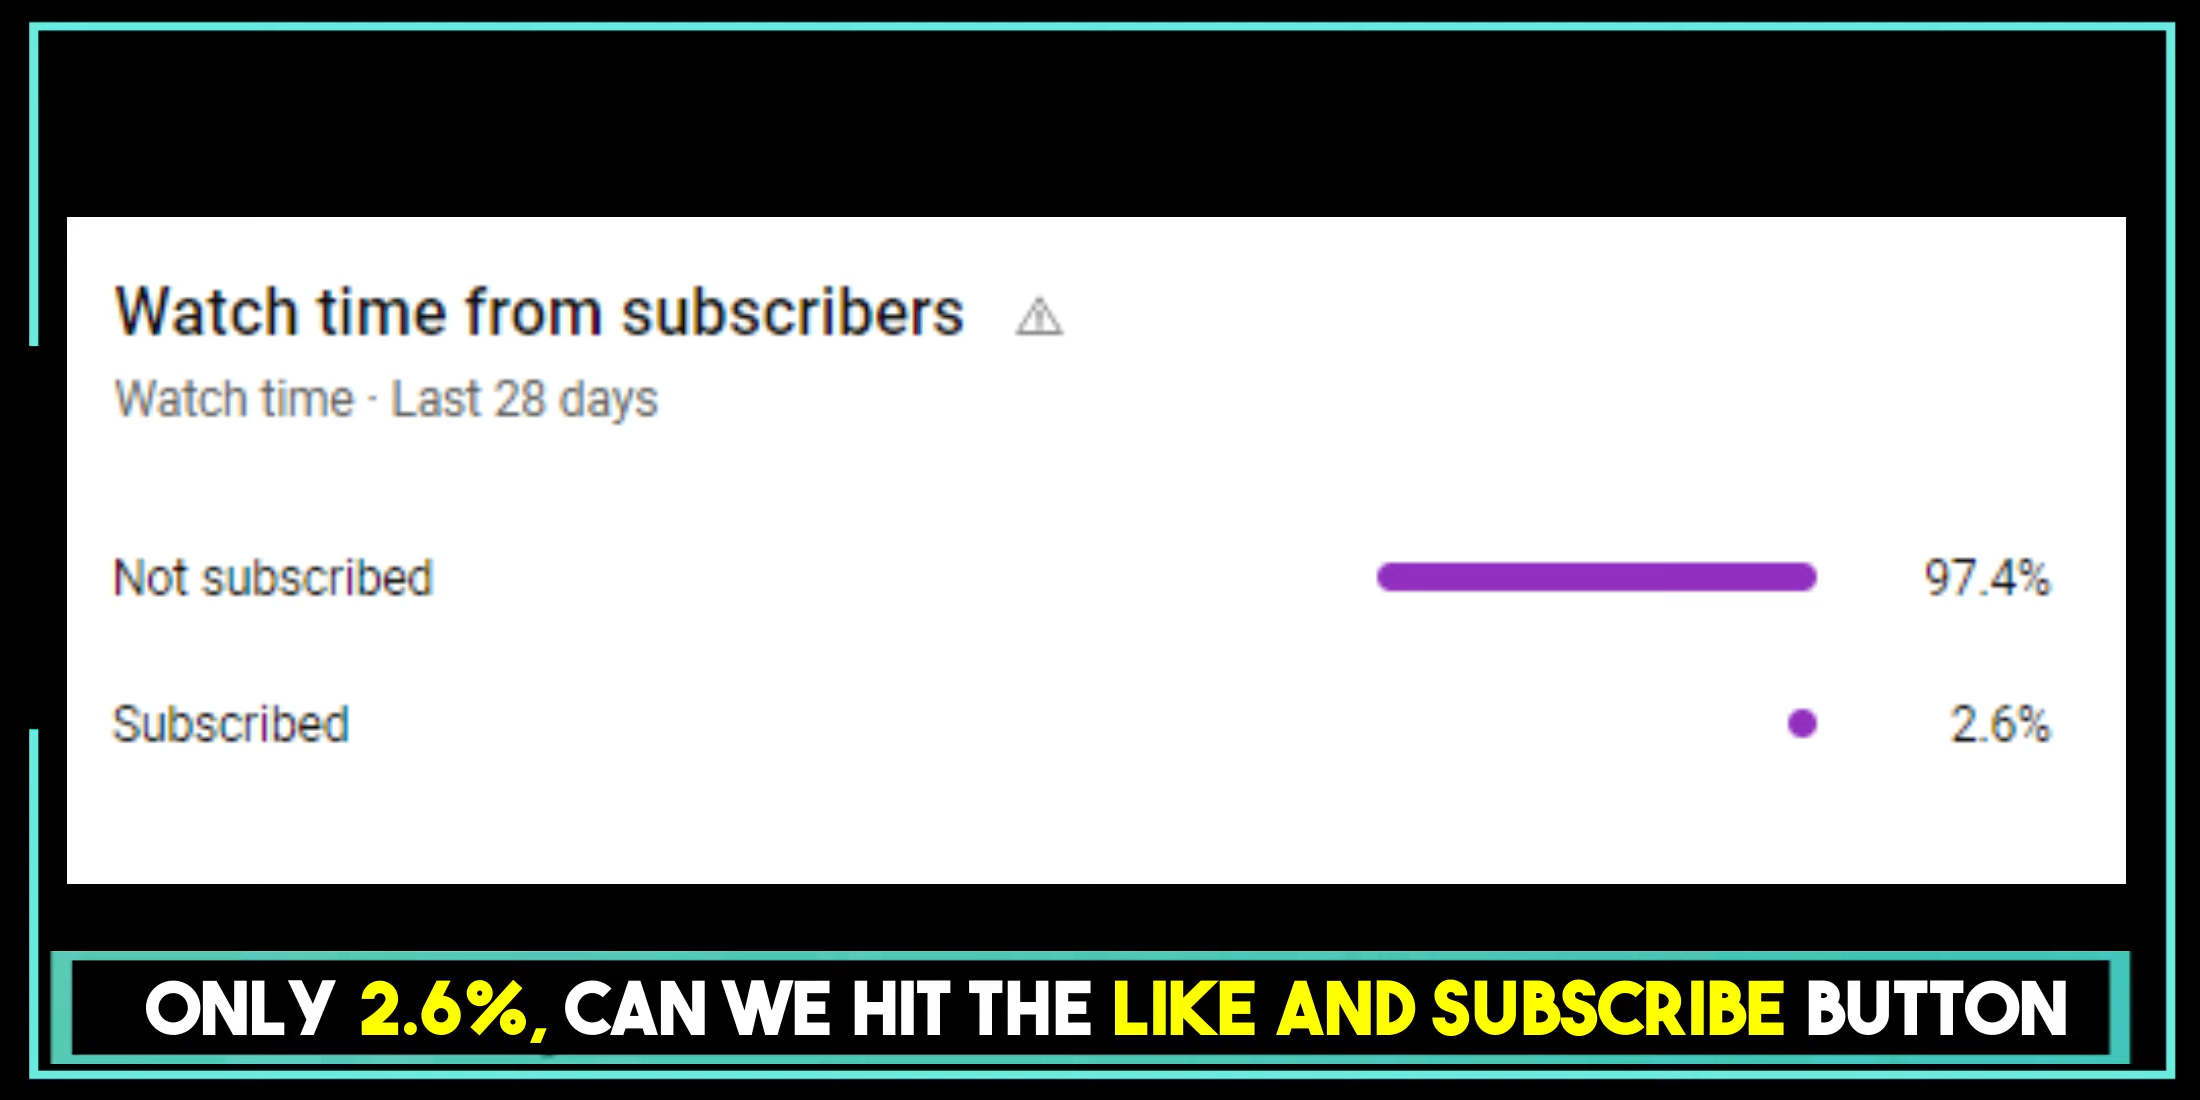 Watch time from subscribers
Watch time · Last 28 days
Not subscribed 97.4%
Subscribed 2.6%
ONLY 2.6%, CAN WE HIT THE LIKE AND SUBSCRIBE BUTTON